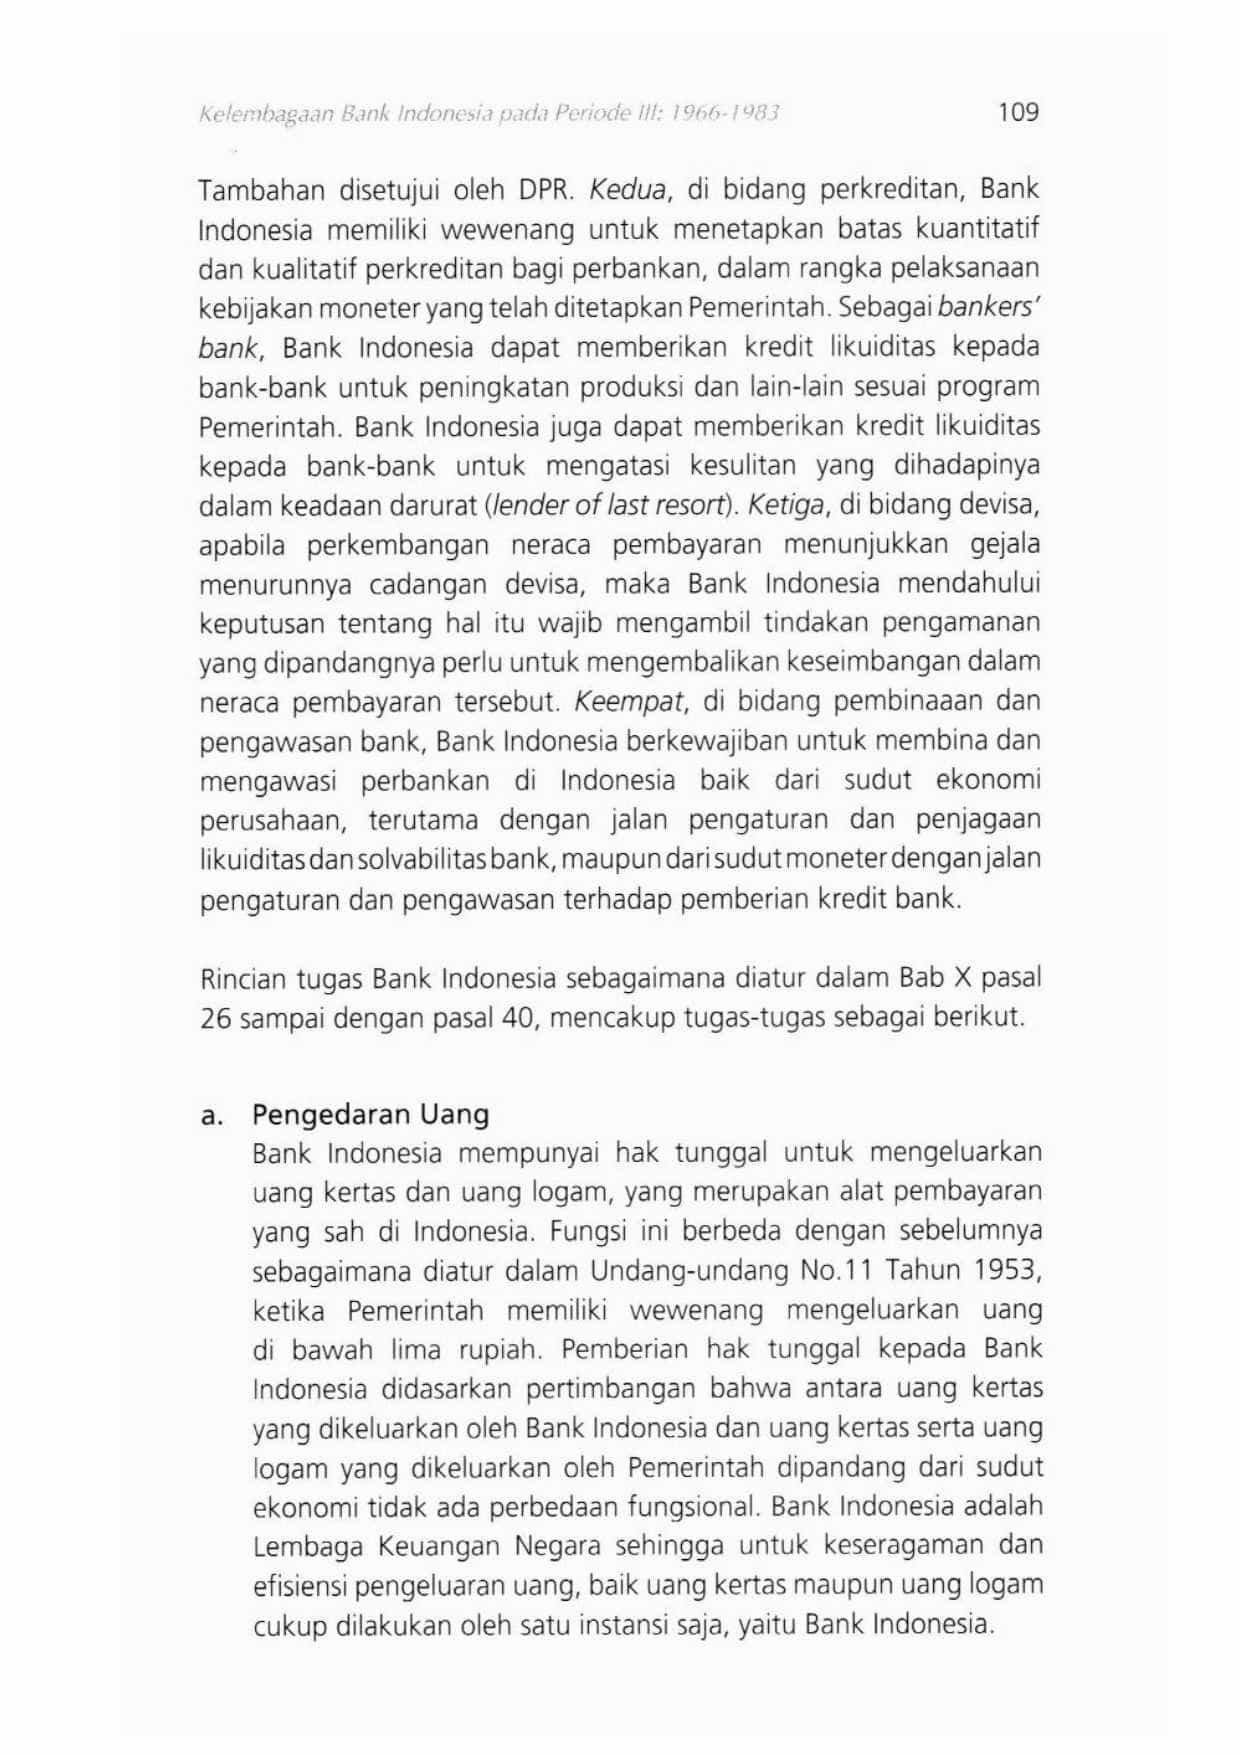 Kelembagaan Bank Indonesia pada Periode III: 1966-1983 109
Tambahan disetujui oleh DPR. Kedua, di bidang perkreditan, Bank
Indonesia memiliki wewenang untuk menetapkan batas kuantitatif
dan kualitatif perkreditan bagi perbankan, dalam rangka pelaksanaan
kebijakan moneter yang telah ditetapkan Pemerintah. Sebagai bankers'
bank, Bank Indonesia dapat memberikan kredit likuiditas kepada
bank-bank untuk peningkatan produksi dan lain-lain sesuai program
Pemerintah. Bank Indonesia juga dapat memberikan kredit likuiditas
kepada bank-bank untuk mengatasi kesulitan yang dihadapinya
dalam keadaan darurat (lender of last resort). Ketiga, di bidang devisa,
apabila perkembangan neraca pembayaran menunjukkan gejala
menurunnya cadangan devisa, maka Bank Indonesia mendahului
keputusan tentang hal itu wajib mengambil tindakan pengamanan
yang dipandangnya perlu untuk mengembalikan keseimbangan dalam
neraca pembayaran tersebut. Keempat, di bidang pembinaaan dan
pengawasan bank, Bank Indonesia berkewajiban untuk membina dan
mengawasi perbankan di Indonesia baik dari sudut ekonomi
perusahaan, terutama dengan jalan pengaturan dan penjagaan
likuiditas dan solvabilitas bank, maupun dari sudut moneter dengan jalan
pengaturan dan pengawasan terhadap pemberian kredit bank.
Rincian tugas Bank Indonesia sebagaimana diatur dalam Bab X pasal
26 sampai dengan pasal 40, mencakup tugas-tugas sebagai berikut.
a. Pengedaran Uang
Bank Indonesia mempunyai hak tunggal untuk mengeluarkan
uang kertas dan uang logam, yang merupakan alat pembayaran
yang sah di Indonesia. Fungsi ini berbeda dengan sebelumnya
sebagaimana diatur dalam Undang-undang No.11 Tahun 1953,
ketika Pemerintah memiliki wewenang mengeluarkan uang
di bawah lima rupiah. Pemberian hak tunggal kepada Bank
Indonesia didasarkan pertimbangan bahwa antara uang kertas
yang dikeluarkan oleh Bank Indonesia dan uang kertas serta uang
logam yang dikeluarkan oleh Pemerintah dipandang dari sudut
ekonomi tidak ada perbedaan fungsional. Bank Indonesia adalah
Lembaga Keuangan Negara sehingga untuk keseragaman dan
efisiensi pengeluaran uang, baik uang kertas maupun uang logam
cukup dilakukan oleh satu instansi saja, yaitu Bank Indonesia.